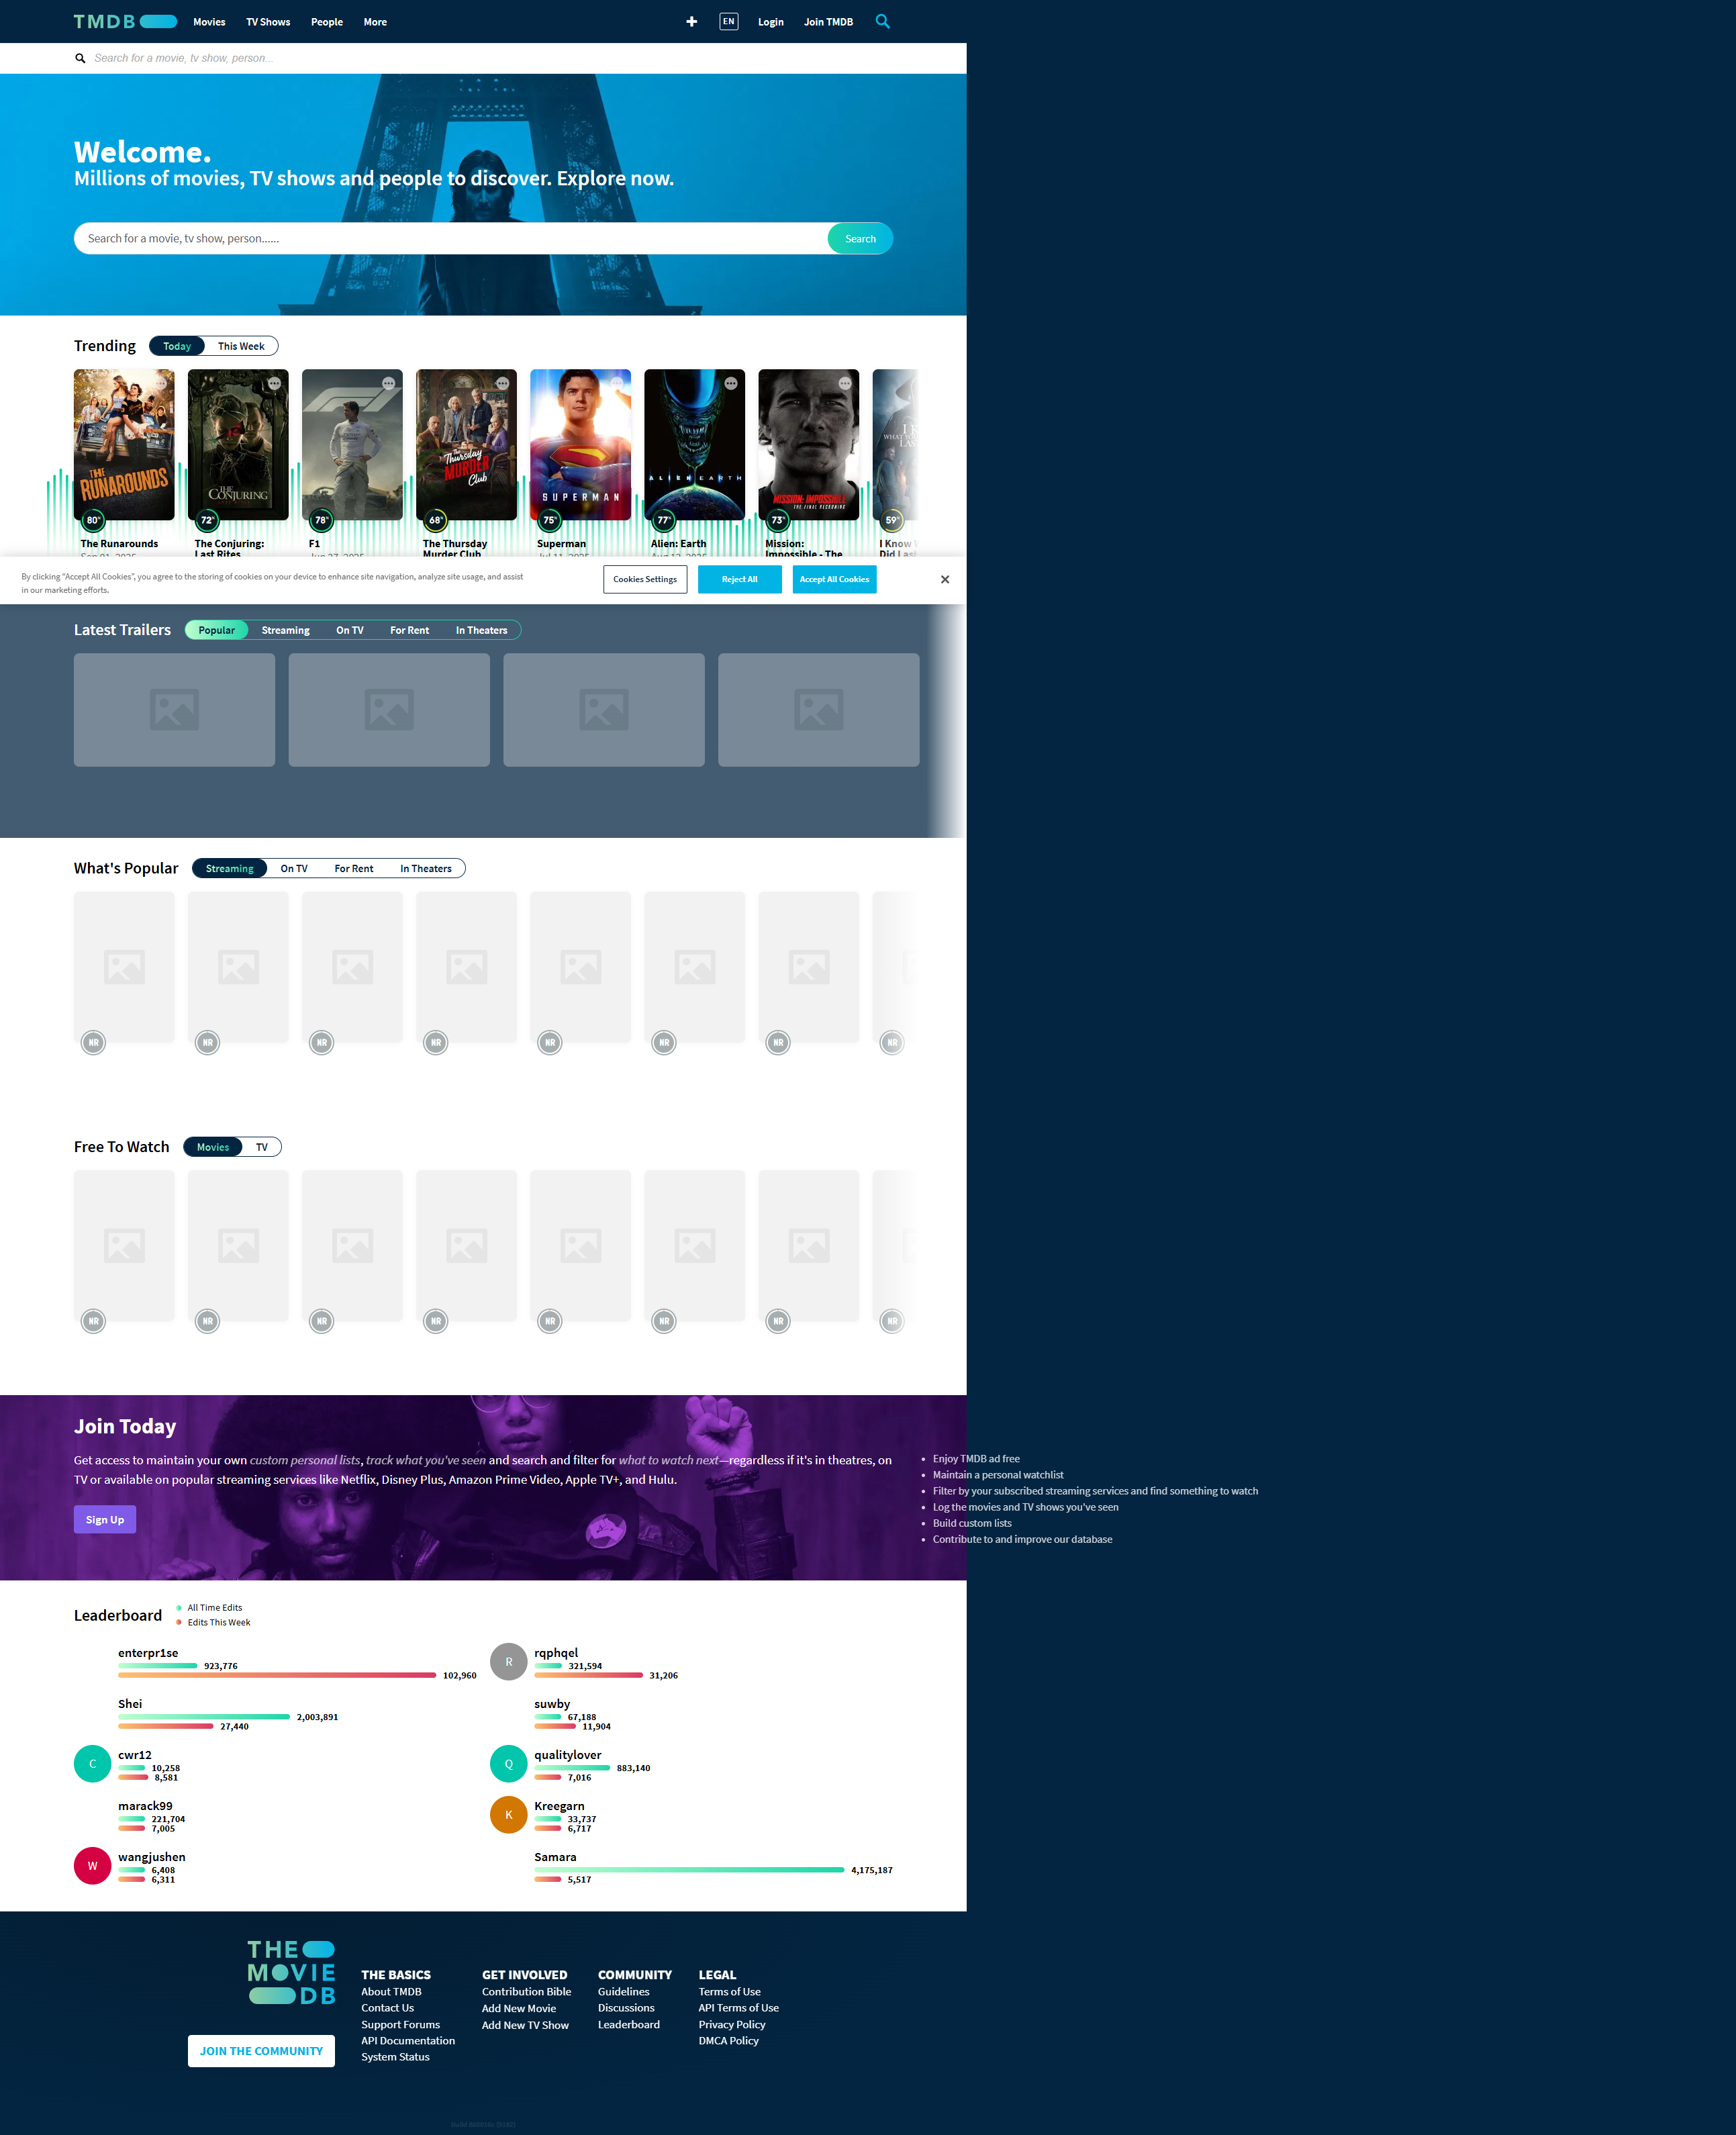 TMDB
Movies
TV Shows
People
More
EN
Login
Join TMDB
Search for a movie, tv show, person...
Welcome.
Millions of movies, TV shows and people to discover. Explore now.
Search for a movie, tv show, person......
Search
Trending
Today
This Week
THE RUNAROUNDS
THE CONJURING
The Thursday MURDER Club
SUPERMAN
ALIEN: EARTH
MISSION: IMPOSSIBLE
THE FINAL RECKONING
80%
72%
78%
68%
75%
77%
73%
59%
The Runarounds
The Conjuring:
Last Rites
F1
The Thursday
Murder Club
Superman
Alien: Earth
Mission:
Impossible - The
I Know
Did Last
By clicking “Accept All Cookies”, you agree to the storing of cookies on your device to enhance site navigation, analyze site usage, and assist
in our marketing efforts.
Cookies Settings
Reject All
Accept All Cookies
Latest Trailers
Popular
Streaming
On TV
For Rent
In Theaters
What's Popular
Streaming
On TV
For Rent
In Theaters
NR
NR
NR
NR
NR
NR
NR
NR
Free To Watch
Movies
TV
NR
NR
NR
NR
NR
NR
NR
NR
Join Today
Get access to maintain your own custom personal lists, track what you've seen and search and filter for what to watch next—regardless if it's in theatres, on
TV or available on popular streaming services like Netflix, Disney Plus, Amazon Prime Video, Apple TV+, and Hulu.
Sign Up
Enjoy TMDB ad free
Maintain a personal watchlist
Filter by your subscribed streaming services and find something to watch
Log the movies and TV shows you've seen
Build custom lists
Contribute to and improve our database
Leaderboard
All Time Edits
Edits This Week
enterpr1se
923,776
102,960
R
rqphqel
321,594
31,206
Shei
2,003,891
27,440
suwby
67,188
11,904
C
cwr12
10,258
8,581
Q
qualitylover
883,140
7,016
marack99
221,704
7,005
K
Kreegarn
33,737
6,717
W
wangjushen
6,408
6,311
Samara
4,175,187
5,517
THE
MOVIE
DB
JOIN THE COMMUNITY
THE BASICS
About TMDB
Contact Us
Support Forums
API Documentation
System Status
GET INVOLVED
Contribution Bible
Add New Movie
Add New TV Show
COMMUNITY
Guidelines
Discussions
Leaderboard
LEGAL
Terms of Use
API Terms of Use
Privacy Policy
DMCA Policy